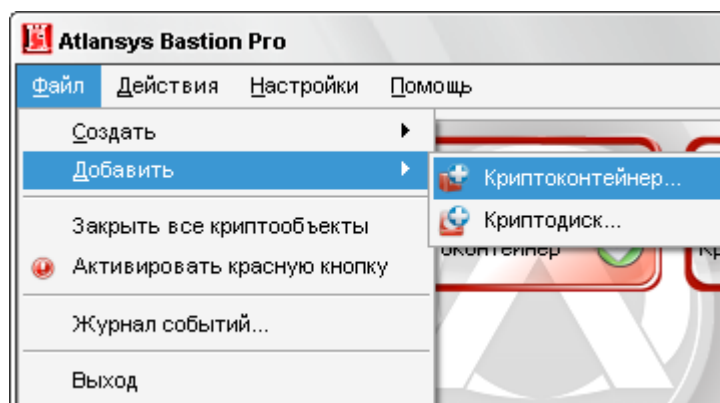 Atlansys Bastion Pro
Файл Действия Настройки Помощь
Создать
Добавить
Криптоконтейнер...
Криптодиск...
Закрыть все криптообъекты
Активировать красную кнопку
Журнал событий...
Выход